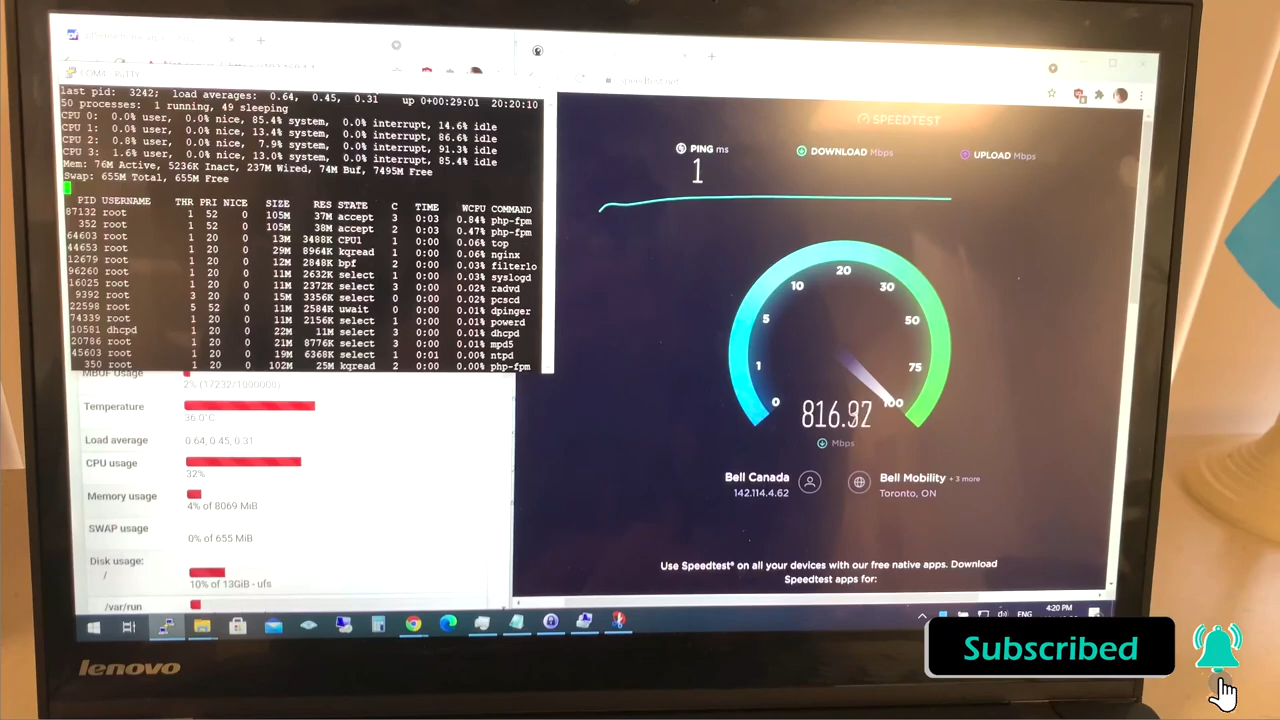 COM4 - PuTTY
last pid: 3242; load averages: 0.64, 0.45, 0.31 up 0+00:29:01 20:20:10
50 processes: 1 running, 49 sleeping
CPU 0: 0.0% user, 0.0% nice, 85.4% system, 0.0% interrupt, 14.6% idle
CPU 1: 0.0% user, 0.0% nice, 13.4% system, 0.0% interrupt, 86.6% idle
CPU 2: 0.8% user, 0.0% nice, 7.9% system, 0.0% interrupt, 91.3% idle
CPU 3: 1.6% user, 0.0% nice, 13.0% system, 0.0% interrupt, 85.4% idle
Mem: 76M Active, 5236K Inact, 237M Wired, 74M Buf, 7495M Free
Swap: 655M Total, 655M Free
PID USERNAME THR PRI NICE SIZE RES STATE C TIME WCPU COMMAND
87132 root 1 52 0 105M 37M accept 3 0:03 0.84% php-fpm
352 root 1 52 0 105M 38M accept 2 0:03 0.47% php-fpm
64603 root 1 20 0 13M 3488K CPU1 1 0:00 0.06% top
44653 root 1 20 0 29M 8964K kqread 1 0:00 0.06% nginx
12679 root 1 20 0 12M 2848K bpf 2 0:00 0.03% filterlo
96260 root 1 20 0 11M 2632K select 1 0:00 0.03% syslogd
16025 root 1 20 0 11M 2372K select 3 0:00 0.02% radvd
9392 root 3 20 0 15M 3356K select 0 0:00 0.02% pcscd
22598 root 5 52 0 11M 2584K uwait 0 0:00 0.01% dpinger
74339 root 1 20 0 11M 2156K select 1 0:00 0.01% powerd
10581 dhcpd 1 20 0 22M 11M select 3 0:00 0.01% dhcpd
20786 root 1 20 0 21M 8776K select 3 0:00 0.01% mpd5
45603 root 1 20 0 19M 6368K select 1 0:01 0.00% ntpd
350 root 1 20 0 102M 25M kqread 2 0:00 0.00% php-fpm
MBUF Usage
2% (17232/1000000)
Temperature
36.0°C
Load average
0.64, 0.45, 0.31
CPU usage
32%
Memory usage
4% of 8069 MiB
SWAP usage
0% of 655 MiB
Disk usage:
/
10% of 13GiB - ufs
/var/run
speedtest.net
SPEEDTEST
PING ms
1
DOWNLOAD Mbps
UPLOAD Mbps
0
1
5
10
20
30
50
75
100
816.92
Mbps
Bell Canada
142.114.4.62
Bell Mobility + 3 more
Toronto, ON
Use Speedtest® on all your devices with our free native apps. Download
Speedtest apps for:
ENG
4:20 PM
lenovo
Subscribed